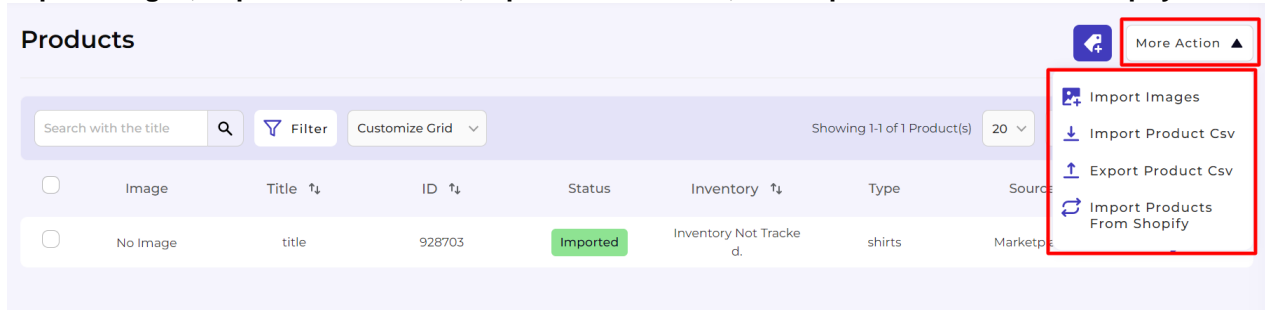 Products
More Action
Import Images
Search with the title
Filter
Customize Grid
Showing 1-1 of 1 Product(s)
20
Import Product Csv
Export Product Csv
Image
Title
ID
Status
Inventory
Type
Import Products
From Shopify
No Image
title
928703
Imported
Inventory Not Tracke
d.
shirts